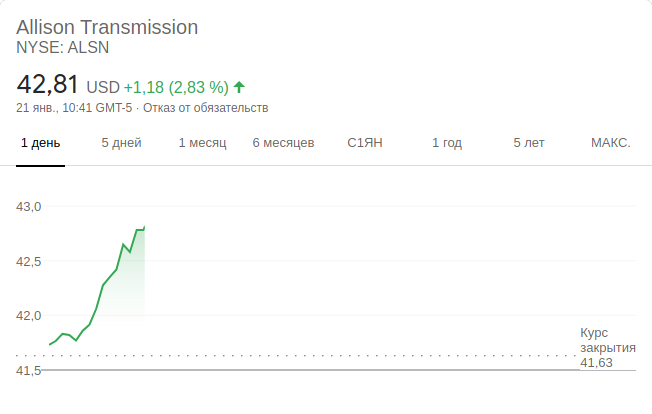 Allison Transmission
NYSE: ALSN
42,81 USD +1,18 (2,83 %)
21 янв., 10:41 GMT-5 · Отказ от обязательств
1 день 5 дней 1 месяц 6 месяцев С1ЯН 1 год 5 лет МАКС.
43,0
42,5
42,0
41,5
Курс
закрытия
41,63